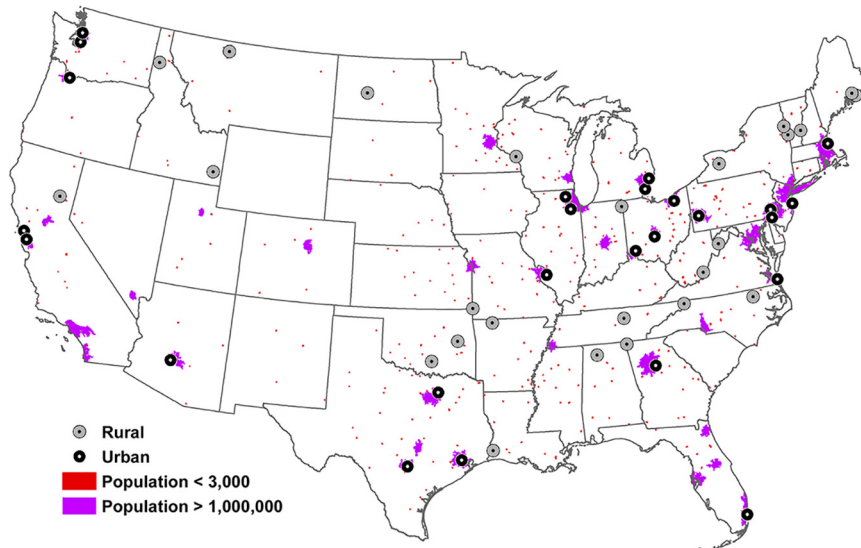 Rural
Urban
Population < 3,000
Population > 1,000,000